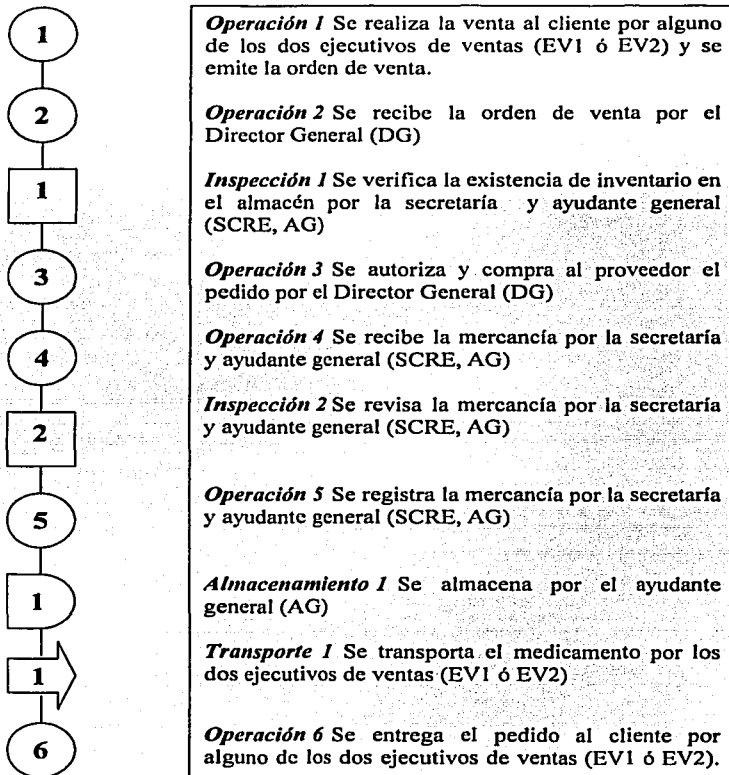 1
Operación 1 Se realiza la venta al cliente por alguno
de los dos ejecutivos de ventas (EV1 ó EV2) y se
emite la orden de venta.
2
Operación 2 Se recibe la orden de venta por el
Director General (DG)
1
Inspección 1 Se verifica la existencia de inventario en
el almacén por la secretaría y ayudante general
(SCRE, AG)
3
Operación 3 Se autoriza y compra al proveedor el
pedido por el Director General (DG)
4
Operación 4 Se recibe la mercancía por la secretaría
y ayudante general (SCRE, AG)
2
Inspección 2 Se revisa la mercancía por la secretaría
y ayudante general (SCRE, AG)
5
Operación 5 Se registra la mercancía por la secretaría
y ayudante general (SCRE, AG)
1
Almacenamiento 1 Se almacena por el ayudante
general (AG)
1
Transporte 1 Se transporta el medicamento por los
dos ejecutivos de ventas (EV1 ó EV2)
6
Operación 6 Se entrega el pedido al cliente por
alguno de los dos ejecutivos de ventas (EV1 ó EV2).